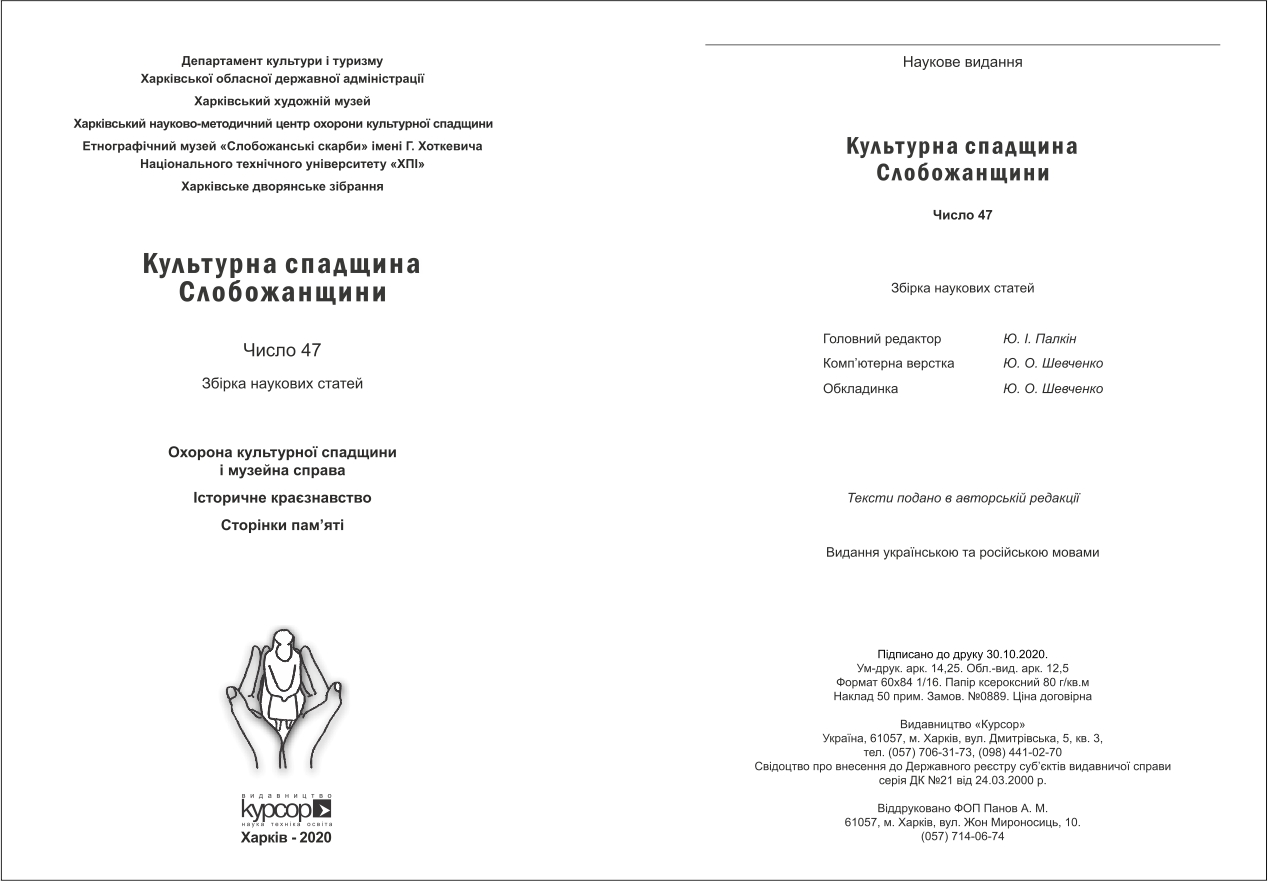 Департамент культури і туризму
Харківської обласної державної адміністрації
Харківський художній музей
Харківський науково-методичний центр охорони культурної спадщини
Етнографічний музей «Слобожанські скарби» імені Г. Хоткевича
Національного технічного університету «ХПІ»
Харківське дворянське зібрання
Культурна спадщина
Слобожанщини
Число 47
Збірка наукових статей
Охорона культурної спадщини
і музейна справа
Історичне краєзнавство
Сторінки пам’яті
видавництво
курсор
наука техніка освіта
Харків - 2020
Наукове видання
Культурна спадщина
Слобожанщини
Число 47
Збірка наукових статей
Головний редактор Ю. І. Палкін
Комп’ютерна верстка Ю. О. Шевченко
Обкладинка Ю. О. Шевченко
Тексти подано в авторській редакції
Видання українською та російською мовами
Підписано до друку 30.10.2020.
Ум-друк. арк. 14,25. Обл.-вид. арк. 12,5
Формат 60х84 1/16. Папір ксероксний 80 г/кв.м
Наклад 50 прим. Замов. №0889. Ціна договірна
Видавництво «Курсор»
Україна, 61057, м. Харків, вул. Дмитрівська, 5, кв. 3,
тел. (057) 706-31-73, (098) 441-02-70
Свідоцтво про внесення до Державного реєстру суб’єктів видавничої справи
серія ДК №21 від 24.03.2000 р.
Віддруковано ФОП Панов А. М.
61057, м. Харків, вул. Жон Мироносиць, 10.
(057) 714-06-74